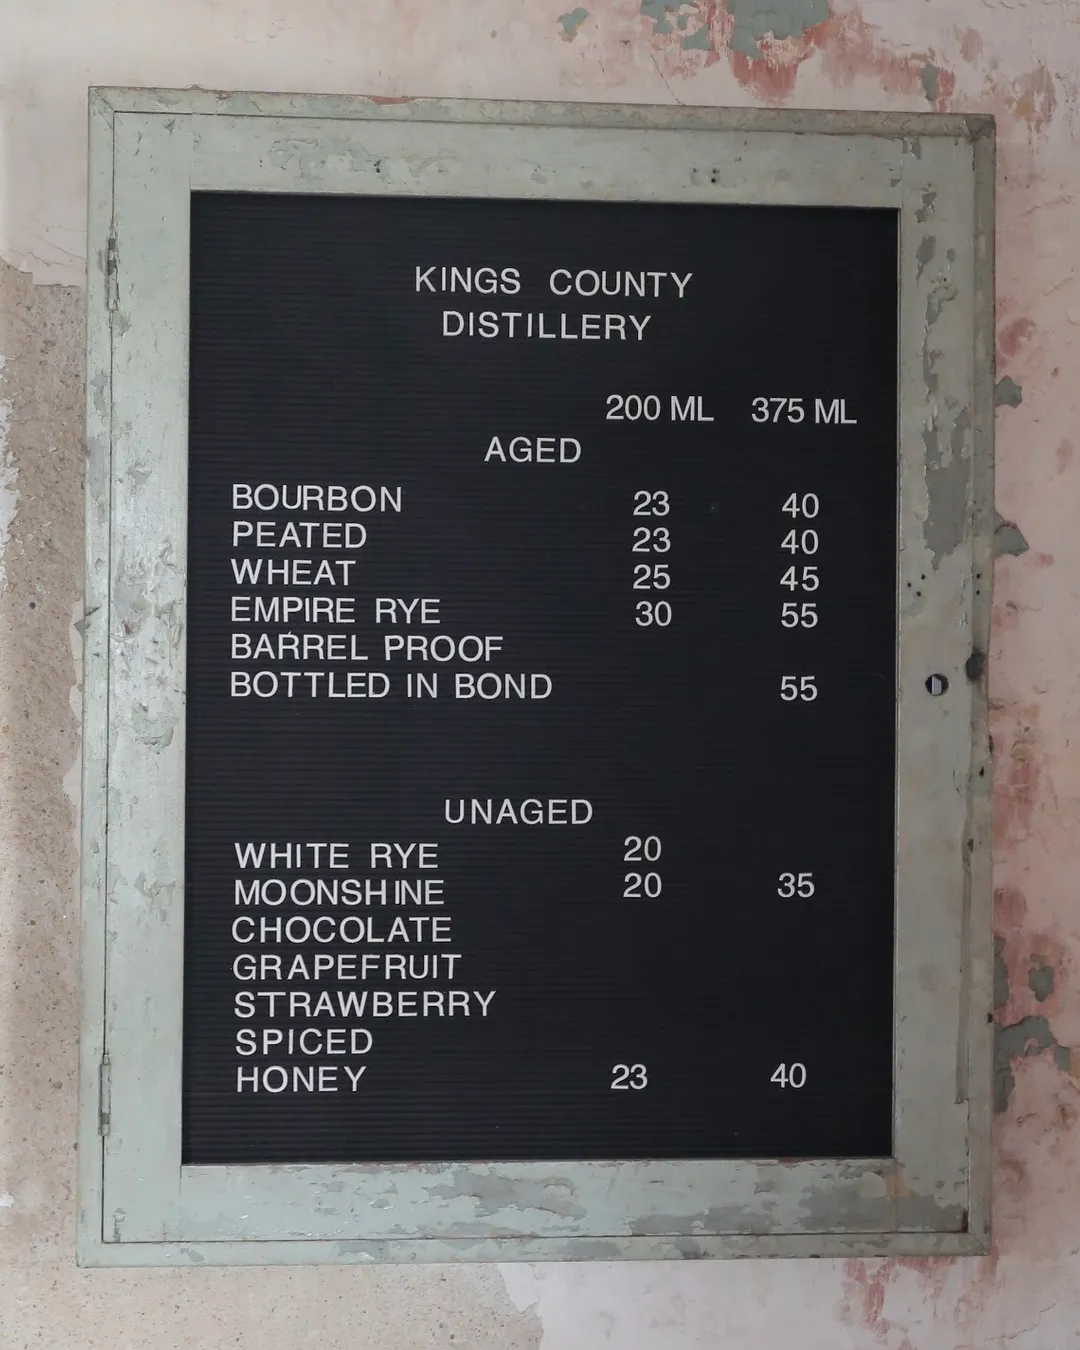 KINGS COUNTY
DISTILLERY
200 ML 375 ML
AGED
BOURBON 23 40
PEATED 23 40
WHEAT 25 45
EMPIRE RYE 30 55
BARREL PROOF
BOTTLED IN BOND 55
UNAGED
WHITE RYE 20
MOONSHINE 20 35
CHOCOLATE
GRAPEFRUIT
STRAWBERRY
SPICED
HONEY 23 40